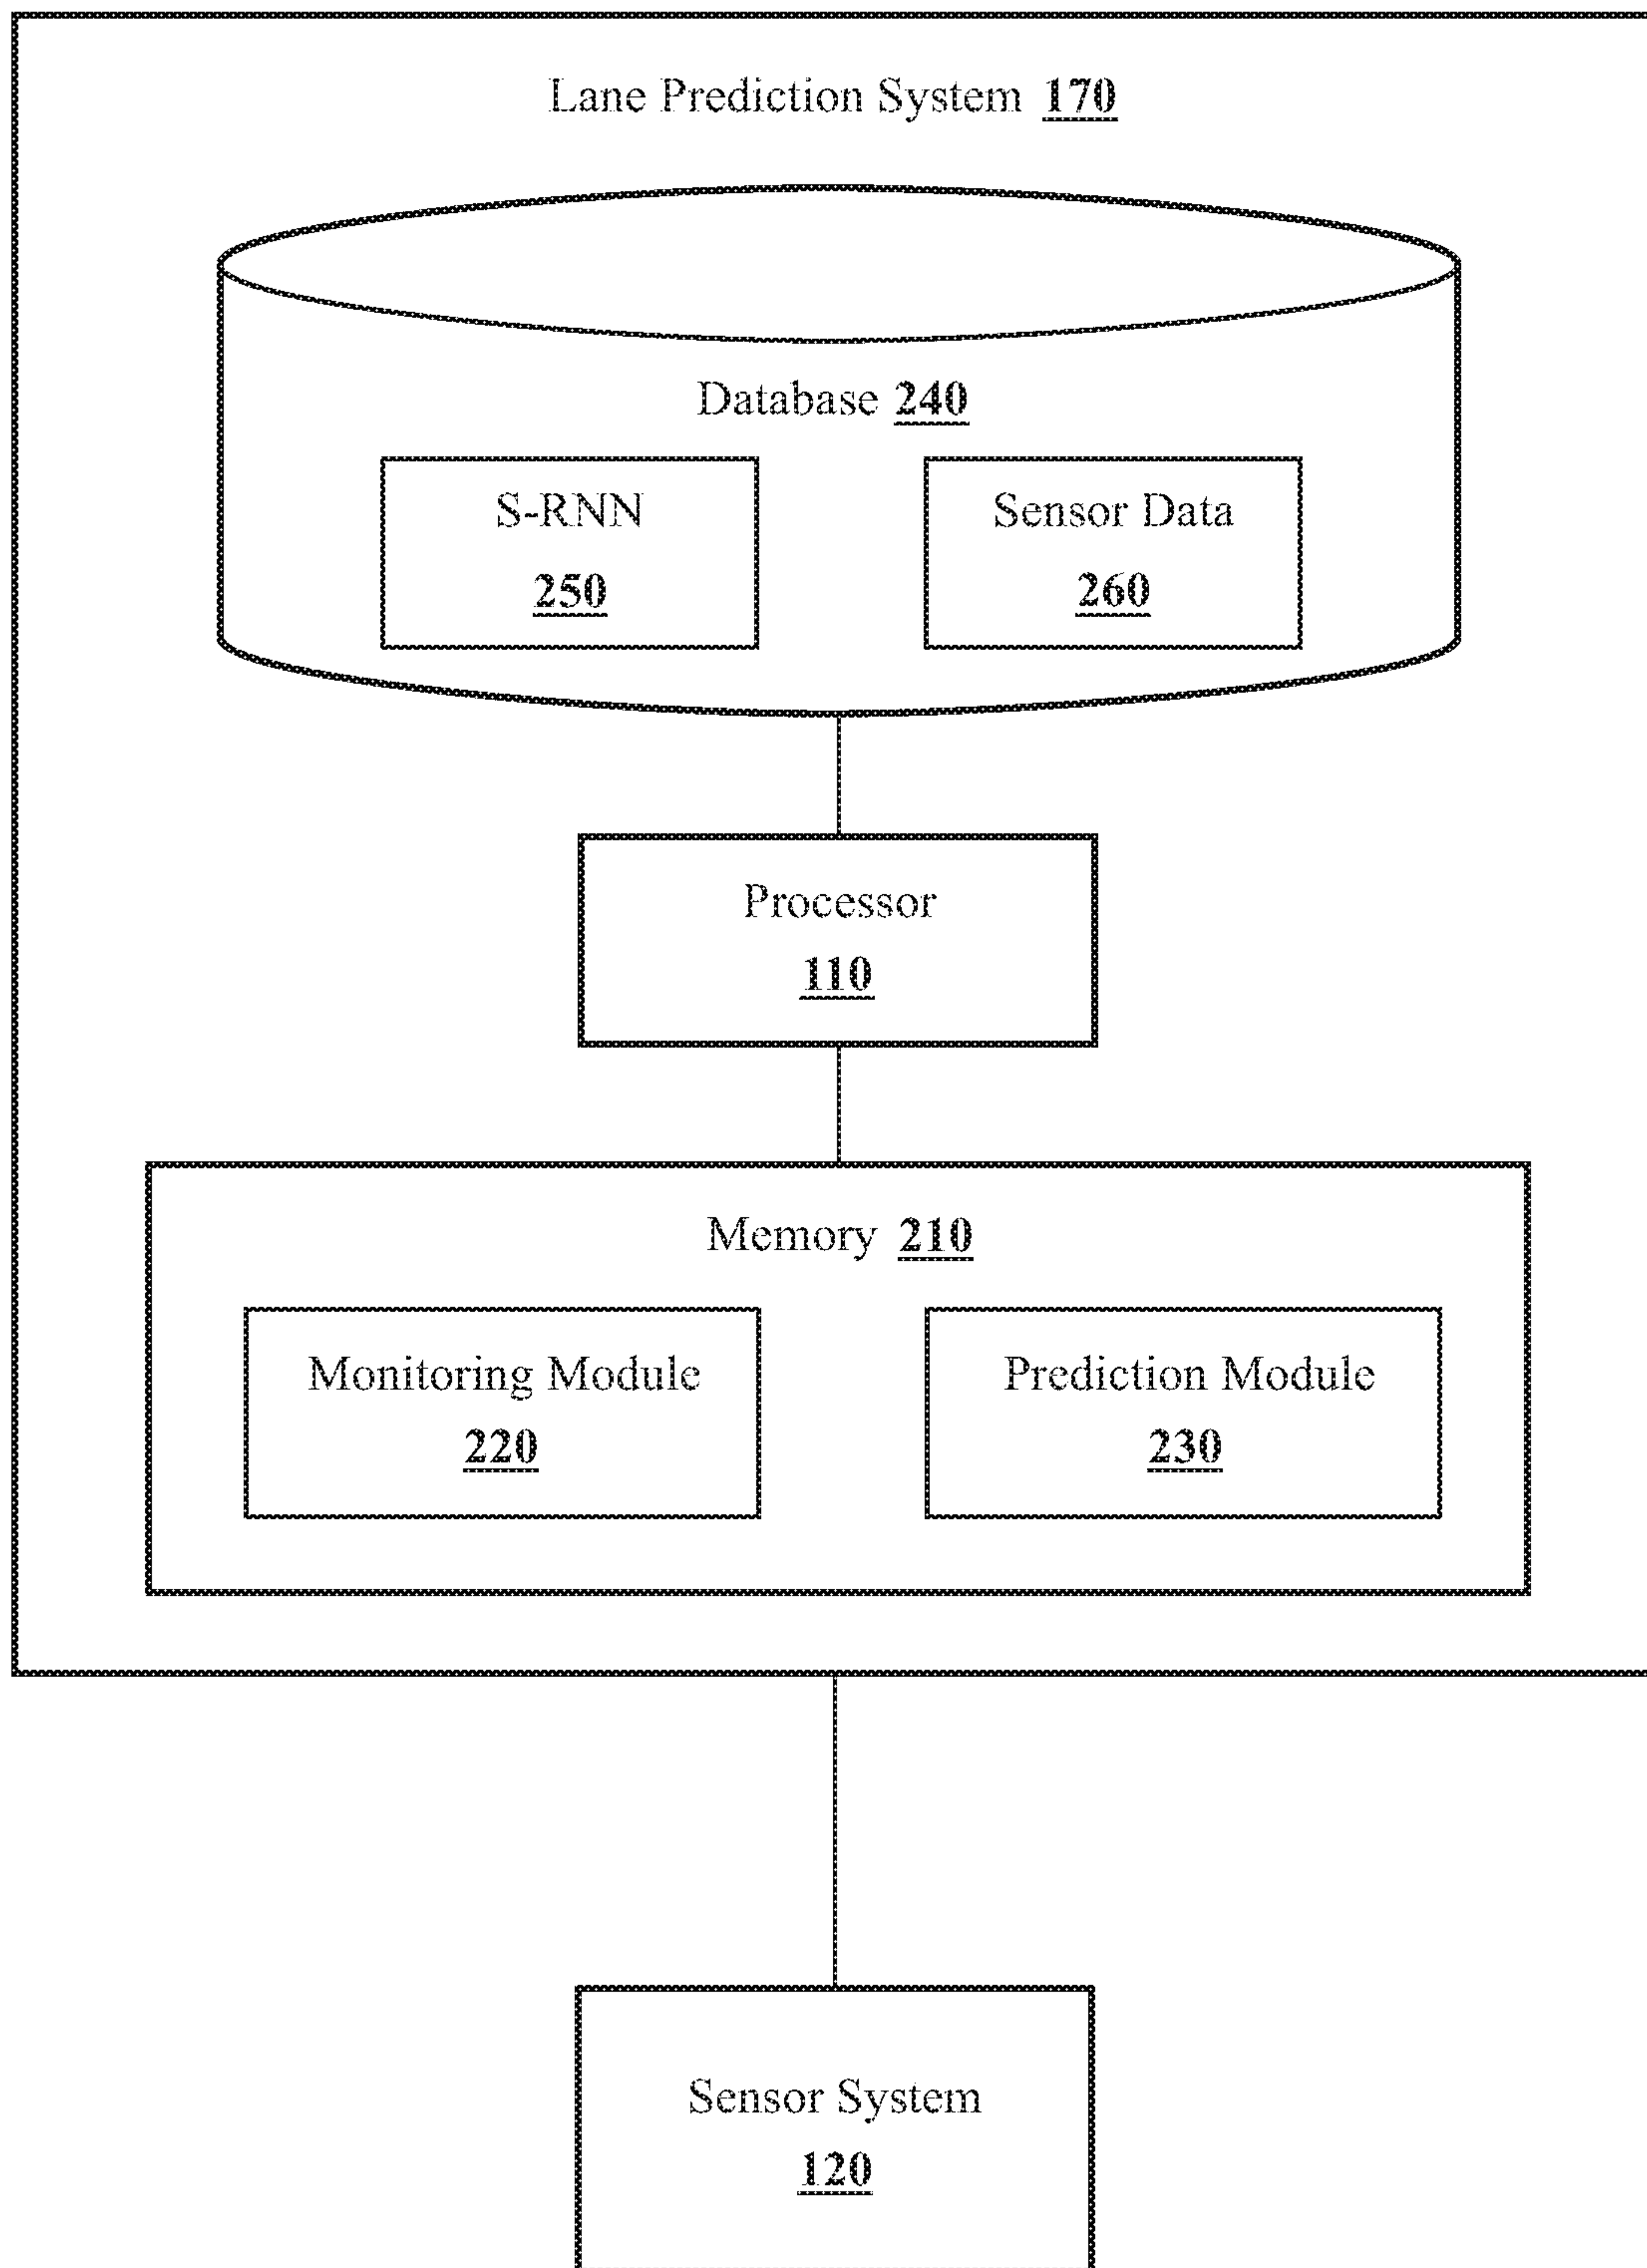 Lane Prediction System 170
Database 240
S-RNN
250
Sensor Data
260
Processor
110
Memory 210
Monitoring Module
220
Prediction Module
230
Sensor System
120